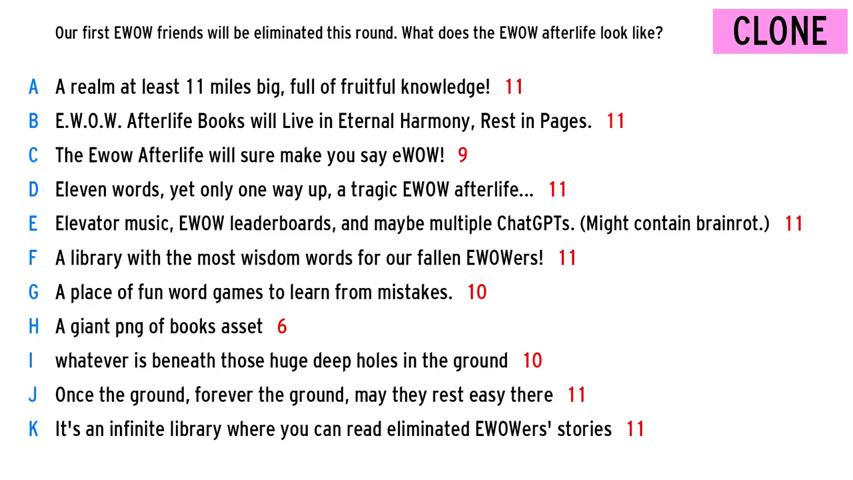 Our first EWOW friends will be eliminated this round. What does the EWOW afterlife look like?
CLONE
A A realm at least 11 miles big, full of fruitful knowledge! 11
B E.W.O.W. Afterlife Books will Live in Eternal Harmony, Rest in Pages. 11
C The Ewow Afterlife will sure make you say eWOW! 9
D Eleven words, yet only one way up, a tragic EWOW afterlife... 11
E Elevator music, EWOW leaderboards, and maybe multiple ChatGPTs. (Might contain brainrot.) 11
F A library with the most wisdom words for our fallen EWOWers! 11
G A place of fun word games to learn from mistakes. 10
H A giant png of books asset 6
I whatever is beneath those huge deep holes in the ground 10
J Once the ground, forever the ground, may they rest easy there 11
K It's an infinite library where you can read eliminated EWOWers' stories 11